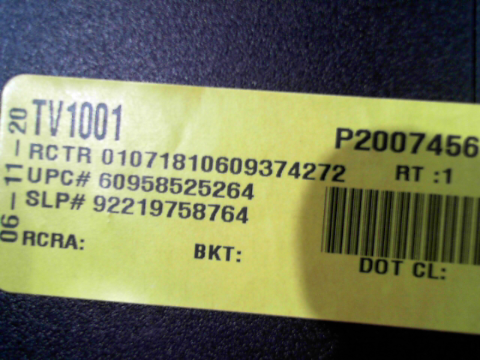 TV1001
P2007456
RCTR 01071810609374272
RT :1
UPC# 60958525264
SLP# 92219758764
RCRA:
BKT:
DOT CL:
06-11-20